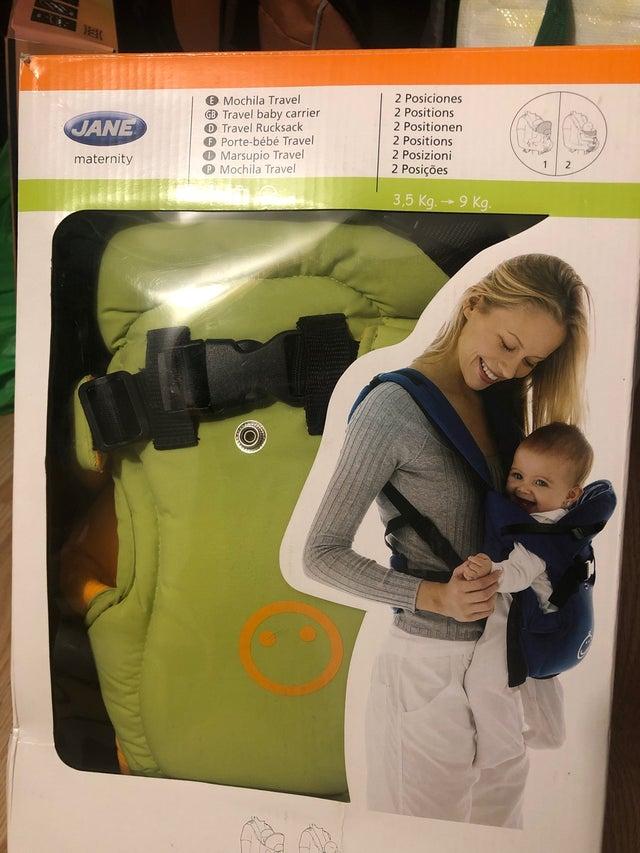 JANE
maternity
E Mochila Travel
GB Travel baby carrier
D Travel Rucksack
F Porte-bébé Travel
I Marsupio Travel
P Mochila Travel
2 Posiciones
2 Positions
2 Positionen
2 Positions
2 Posizioni
2 Posições
1 2
3,5 Kg. → 9 Kg.